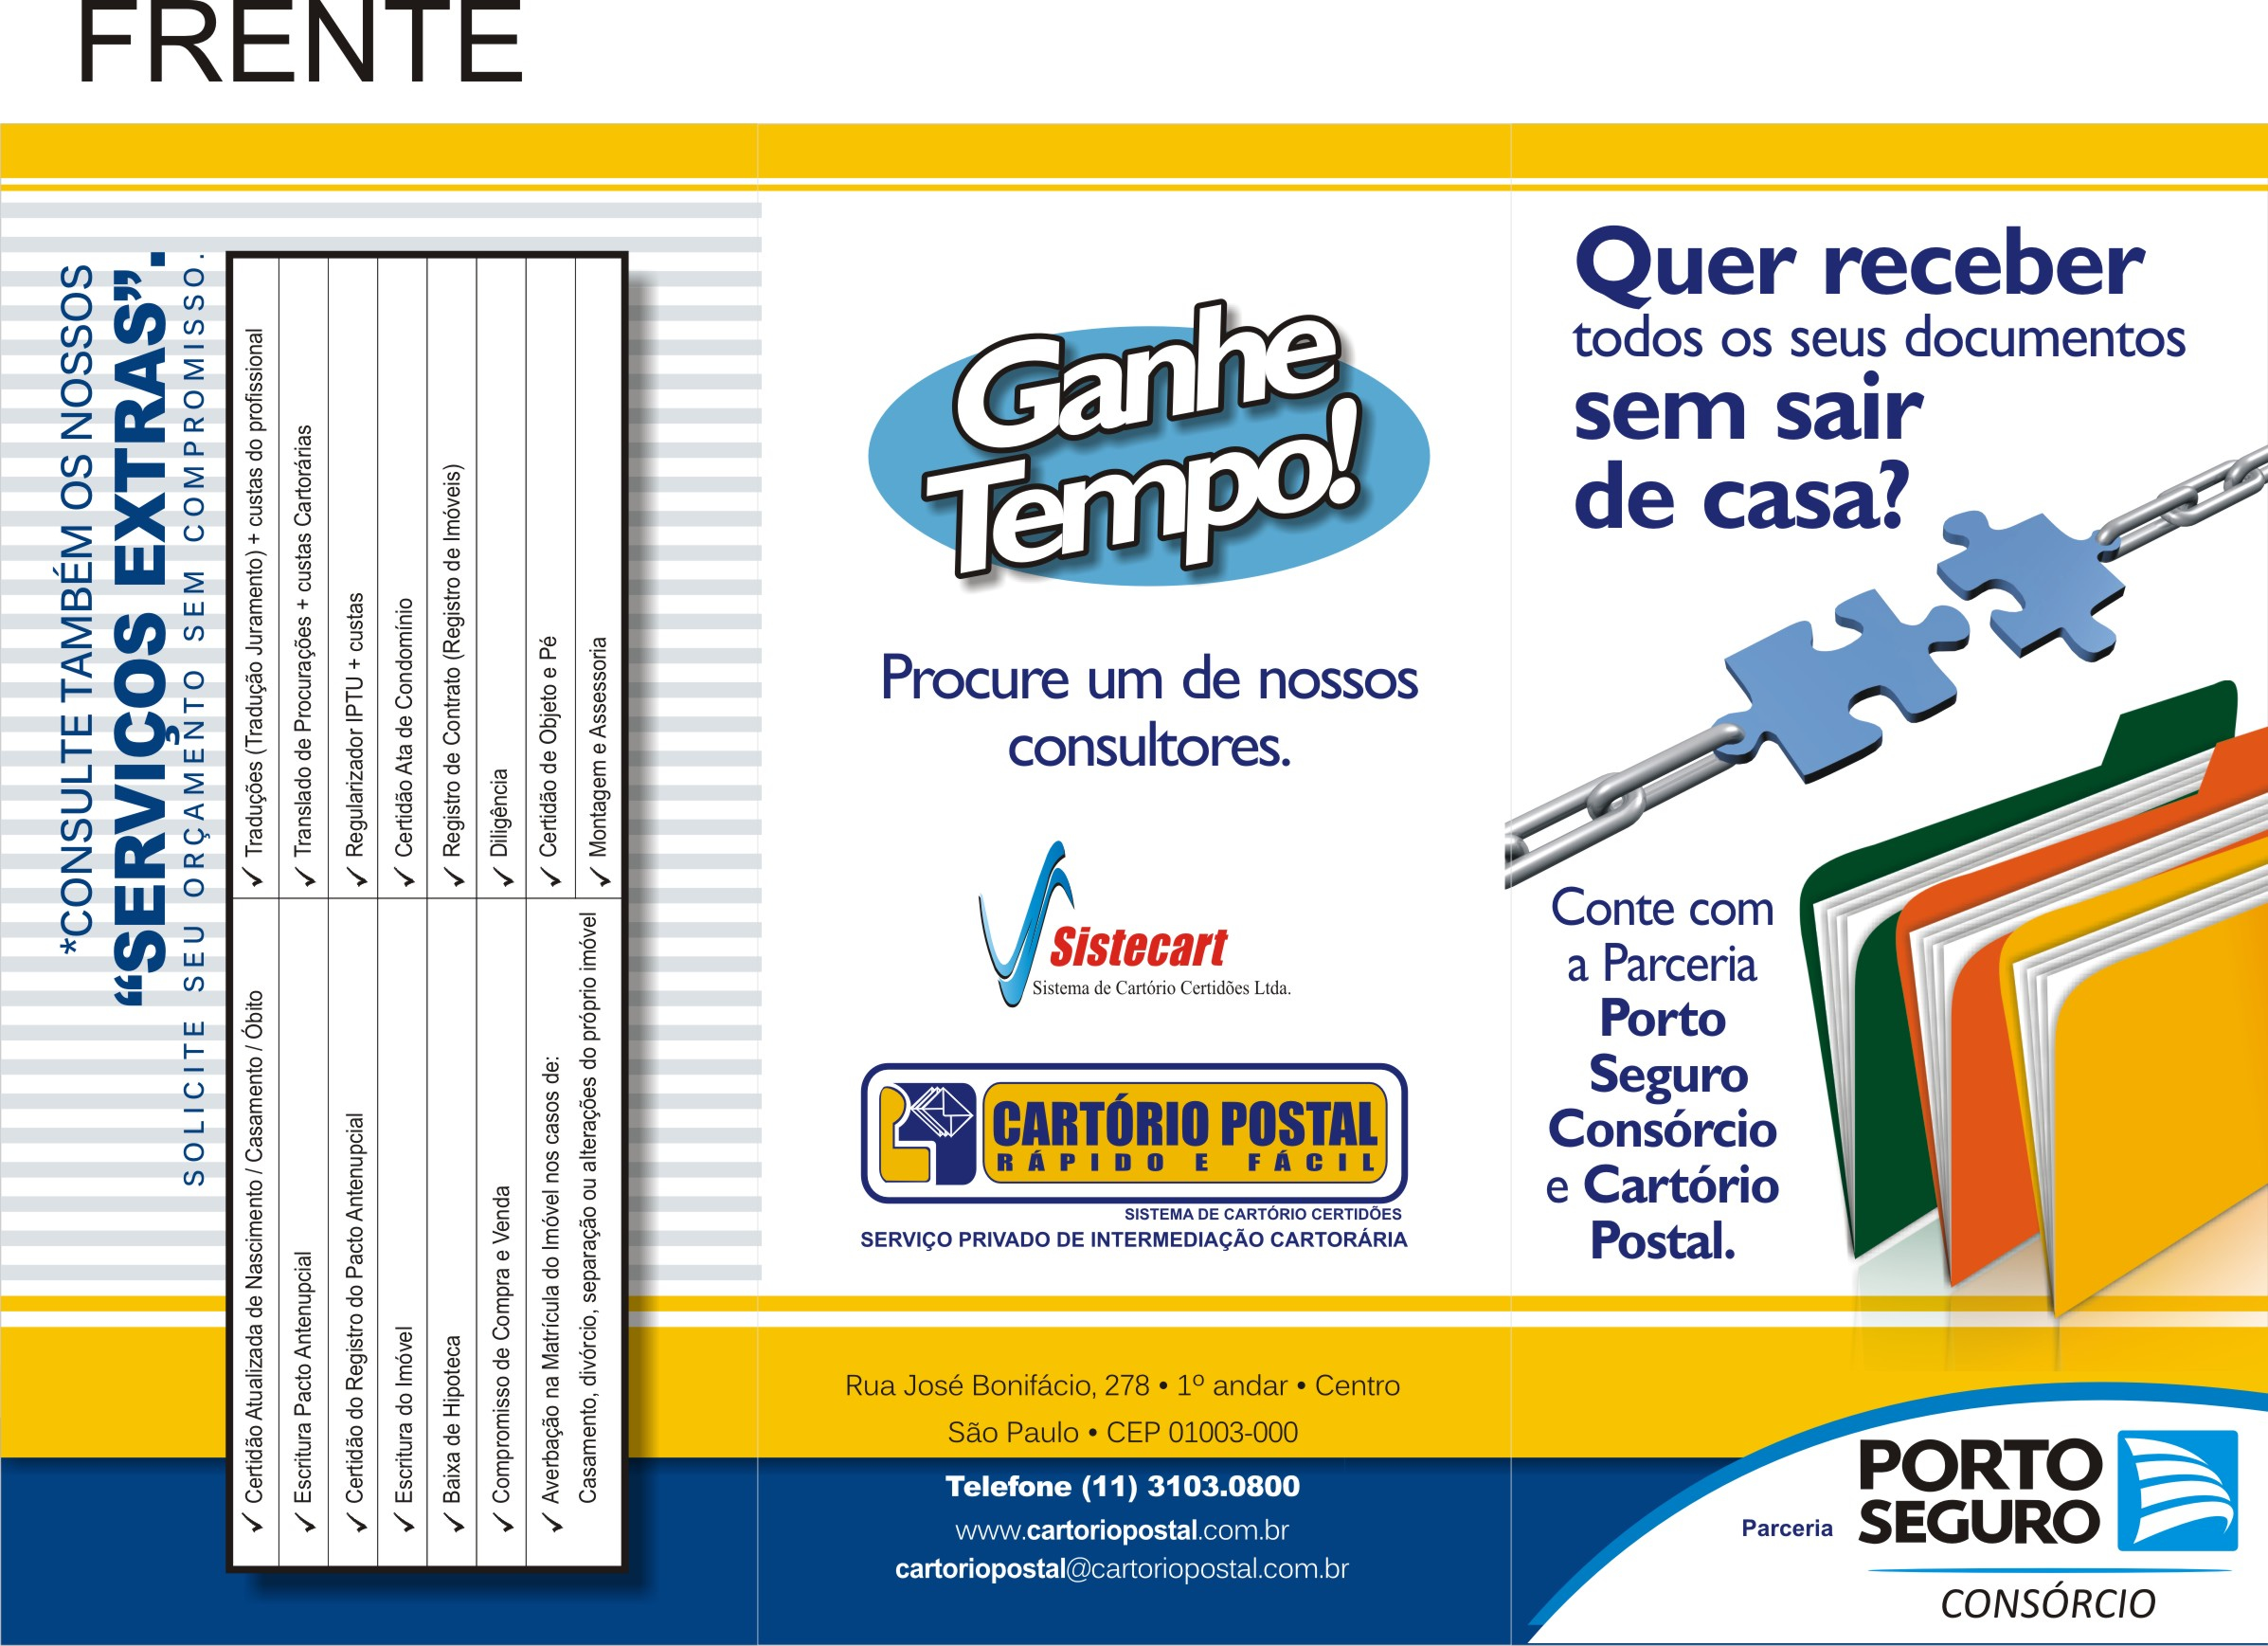 FRENTE
*CONSULTE TAMBÉM OS NOSSOS
“SERVIÇOS EXTRAS”.
SOLICITE SEU ORÇAMENTO SEM COMPROMISSO.
✓ Certidão Atualizada de Nascimento / Casamento / Óbito
✓ Escritura Pacto Antenupcial
✓ Certidão do Registro do Pacto Antenupcial
✓ Escritura do Imóvel
✓ Baixa de Hipoteca
✓ Compromisso de Compra e Venda
✓ Averbação na Matrícula do Imóvel nos casos de:
Casamento, divórcio, separação ou alterações do próprio imóvel
✓ Traduções (Tradução Juramento) + custas do profissional
✓ Translado de Procurações + custas Cartorárias
✓ Regularizador IPTU + custas
✓ Certidão Ata de Condomínio
✓ Registro de Contrato (Registro de Imóveis)
✓ Diligência
✓ Certidão de Objeto e Pé
✓ Montagem e Assessoria
Ganhe
Tempo!
Procure um de nossos
consultores.
Sistecart
Sistema de Cartório Certidões Ltda.
CARTÓRIO POSTAL
RÁPIDO E FÁCIL
SISTEMA DE CARTÓRIO CERTIDÕES
SERVIÇO PRIVADO DE INTERMEDIAÇÃO CARTORÁRIA
Rua José Bonifácio, 278 • 1º andar • Centro
São Paulo • CEP 01003-000
Telefone (11) 3103.0800
www.cartoriopostal.com.br
cartoriopostal@cartoriopostal.com.br
Quer receber
todos os seus documentos
sem sair
de casa?
Conte com
a Parceria
Porto
Seguro
Consórcio
e Cartório
Postal.
Parceria
PORTO
SEGURO
CONSÓRCIO